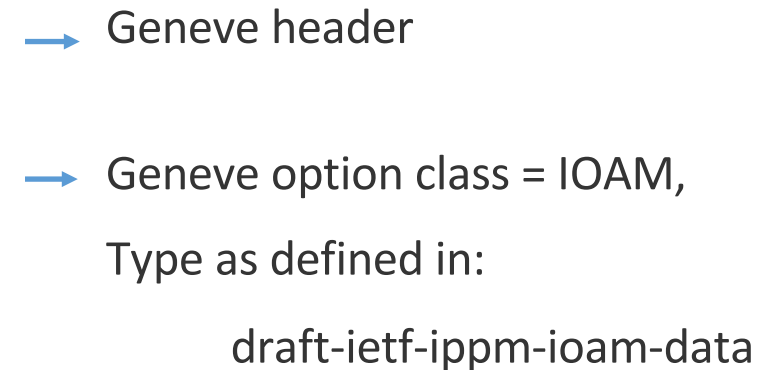 Geneve header
Geneve option class = IOAM,
Type as defined in:
draft-ietf-ippm-ioam-data